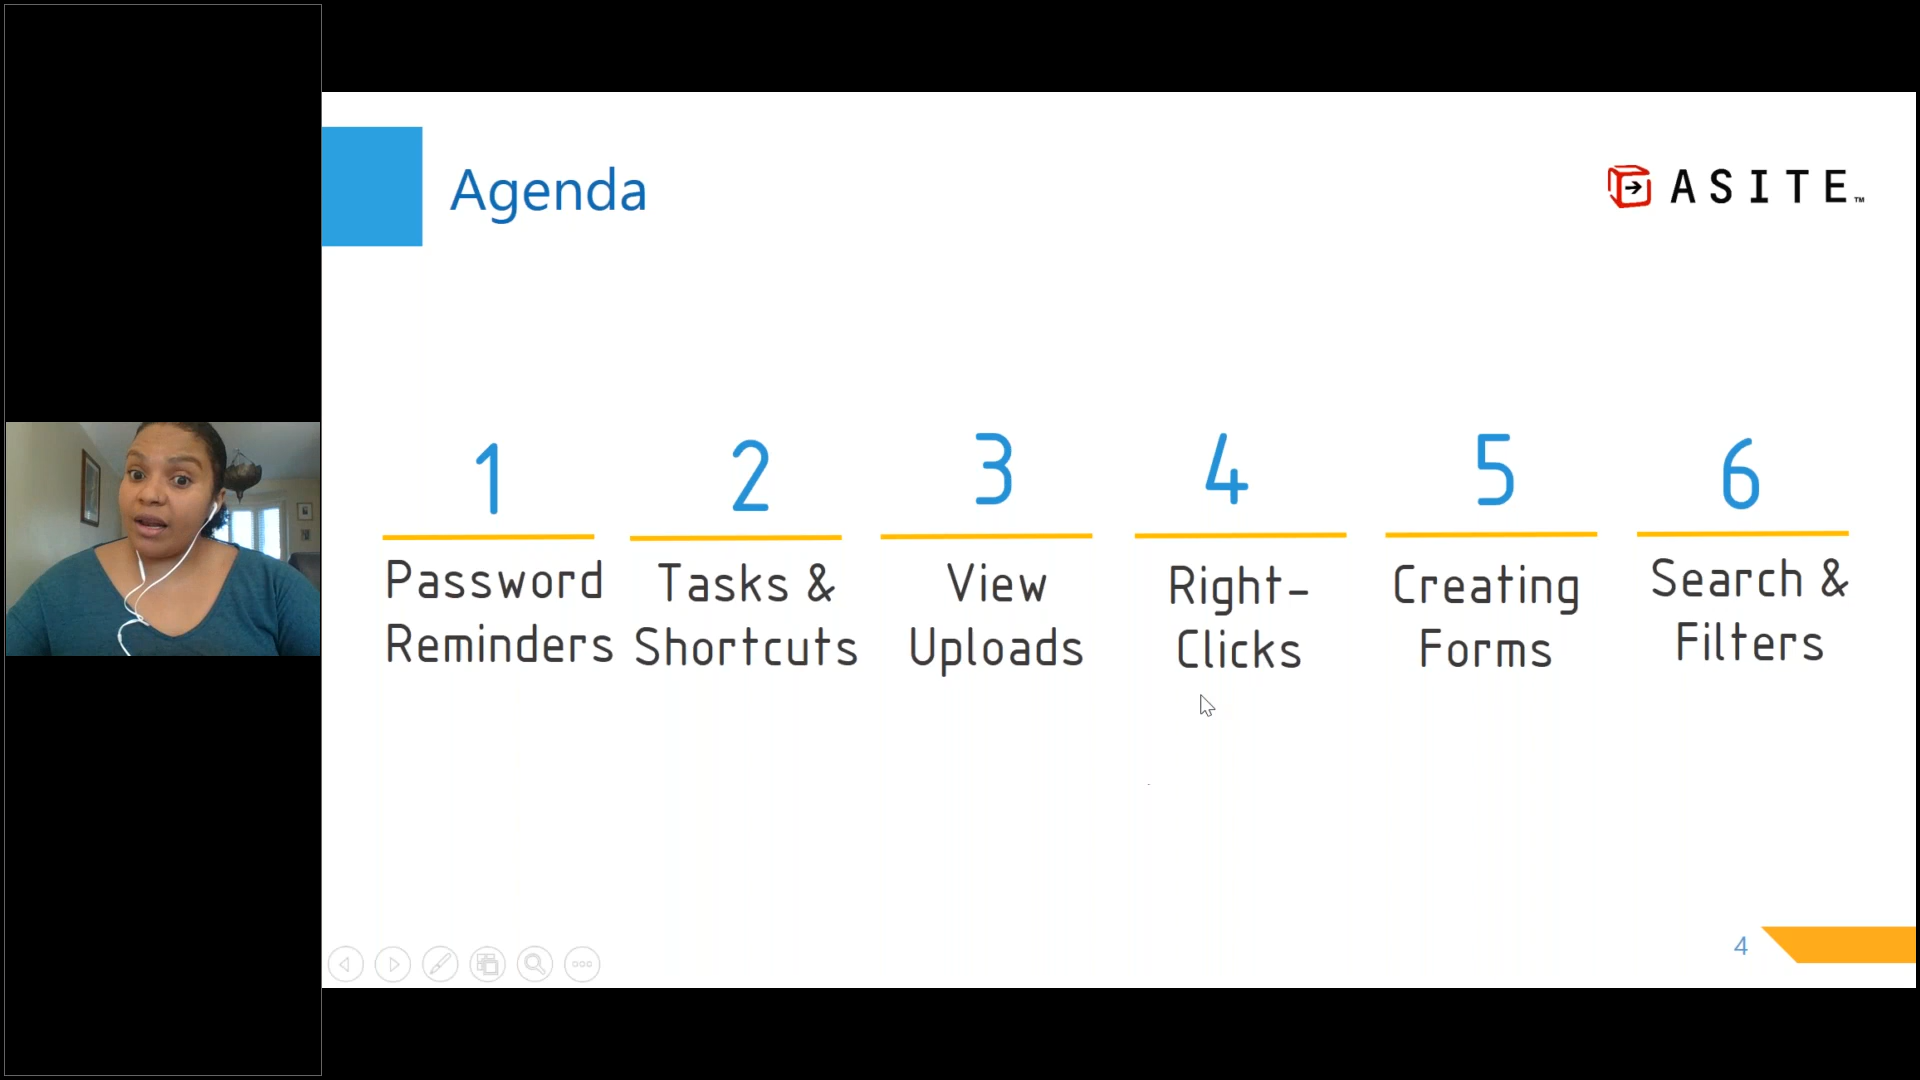 Agenda
ASITE™
1
2
3
4
5
6
Password
Reminders
Tasks &
Shortcuts
View
Uploads
Right-
Clicks
Creating
Forms
Search &
Filters
4